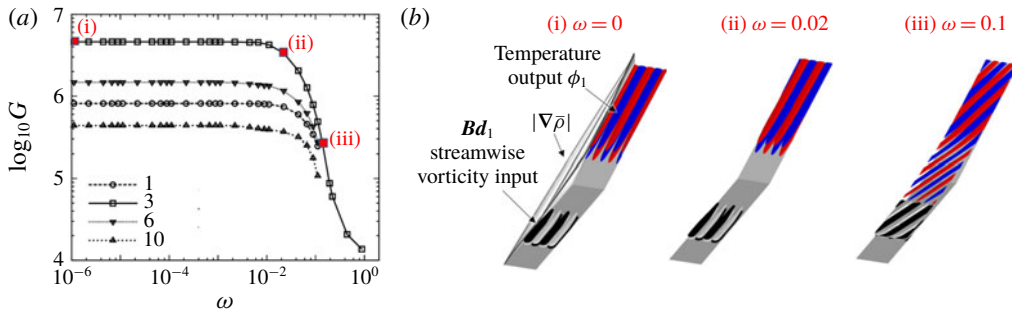 (a)
7
6
5
4
log₁₀ G
(i)
(ii)
(iii)
1
3
6
10
10⁻⁶
10⁻⁴
10⁻²
10⁰
ω
(b)
(i) ω = 0
(ii) ω = 0.02
(iii) ω = 0.1
Temperature
output ϕ₁
|∇ρ̄|
Bd₁
streamwise
vorticity input